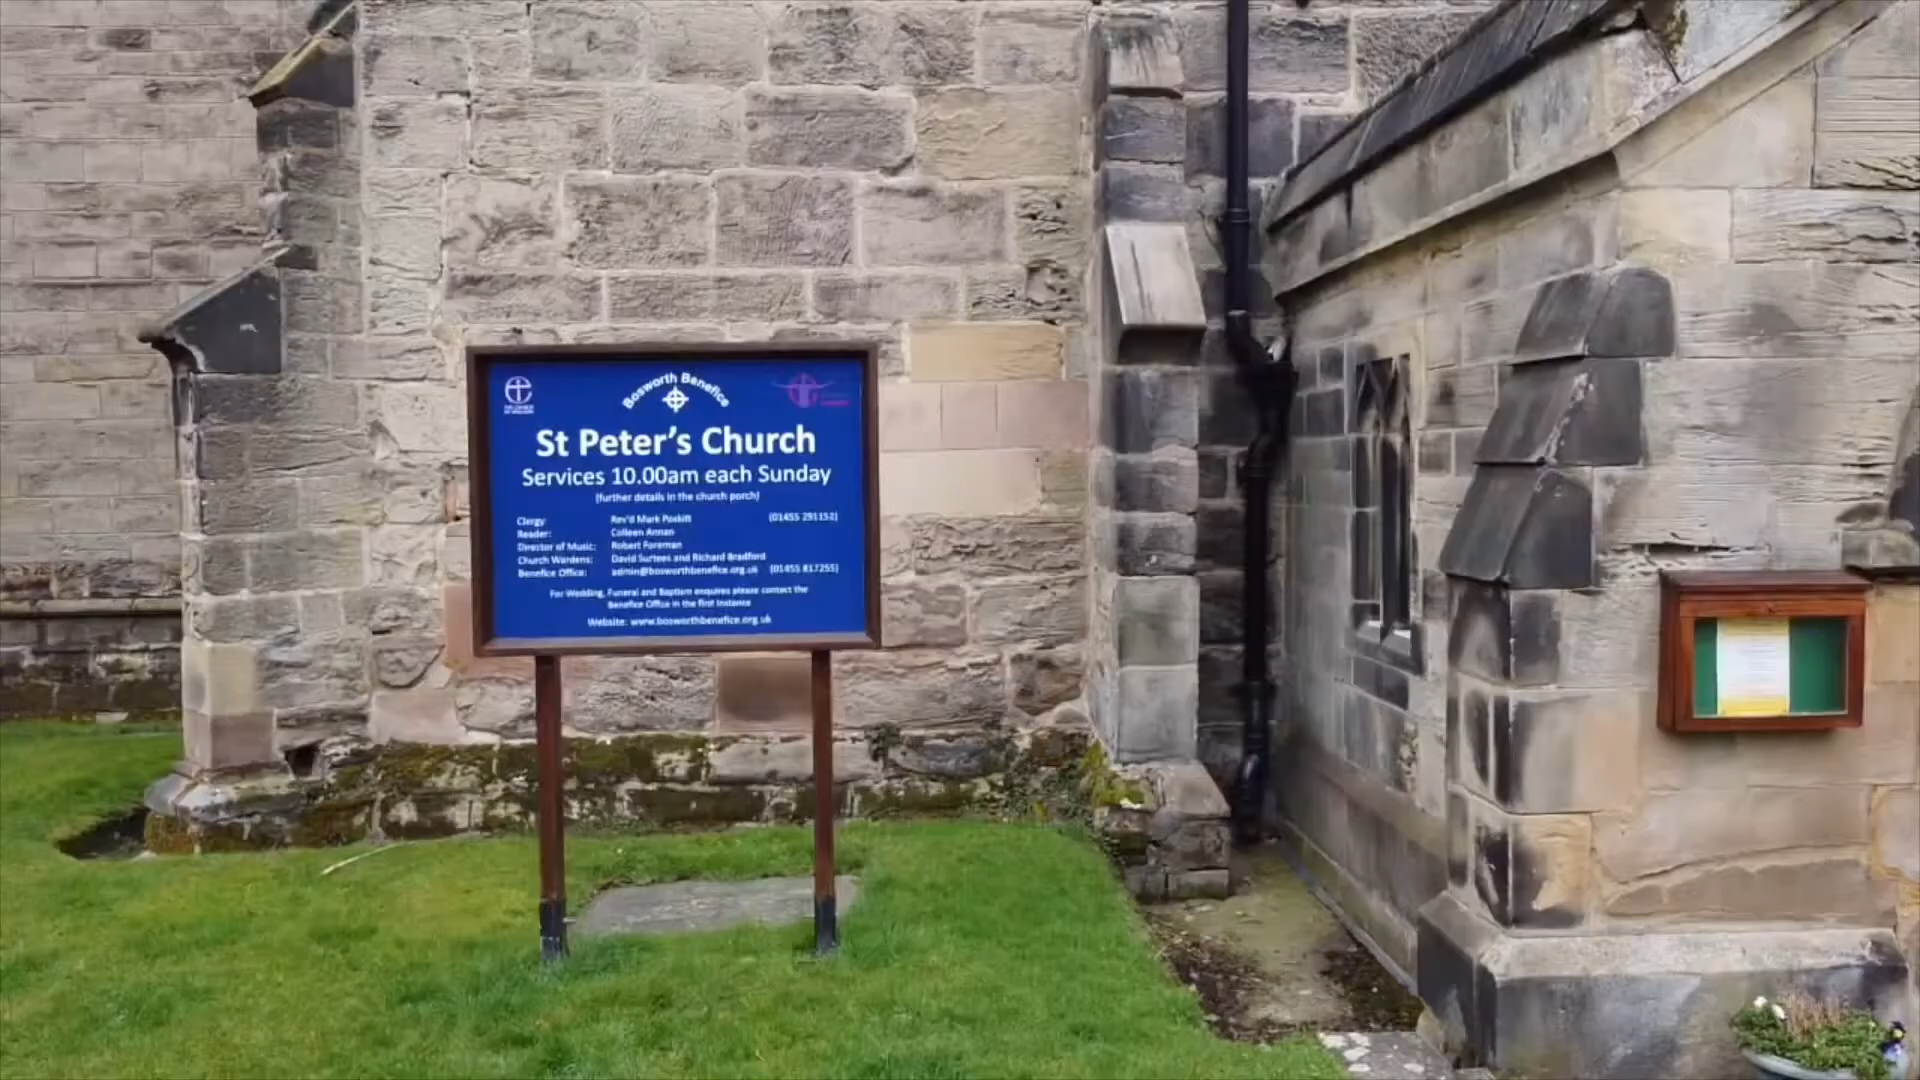 Bosworth Benefice
St Peter's Church
Services 10.00am each Sunday
(further details in the church porch)
Clergy: Rev'd Mark Poskitt (01455 291152)
Reader: Colleen Annan
Director of Music: Robert Foreman
Church Wardens: David Surtees and Richard Bradford
Benefice Office: admin@bosworthbenefice.org.uk (01455 817255)
For Wedding, Funeral and Baptism enquires please contact the
Benefice Office in the first instance
Website: www.bosworthbenefice.org.uk